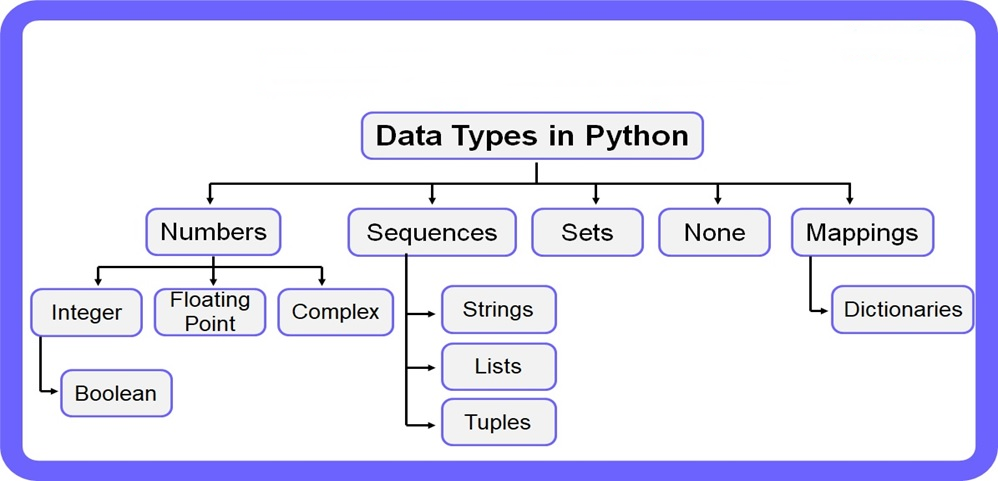 Data Types in Python
Numbers
Sequences
Sets
None
Mappings
Integer
Floating
Point
Complex
Strings
Dictionaries
Lists
Boolean
Tuples